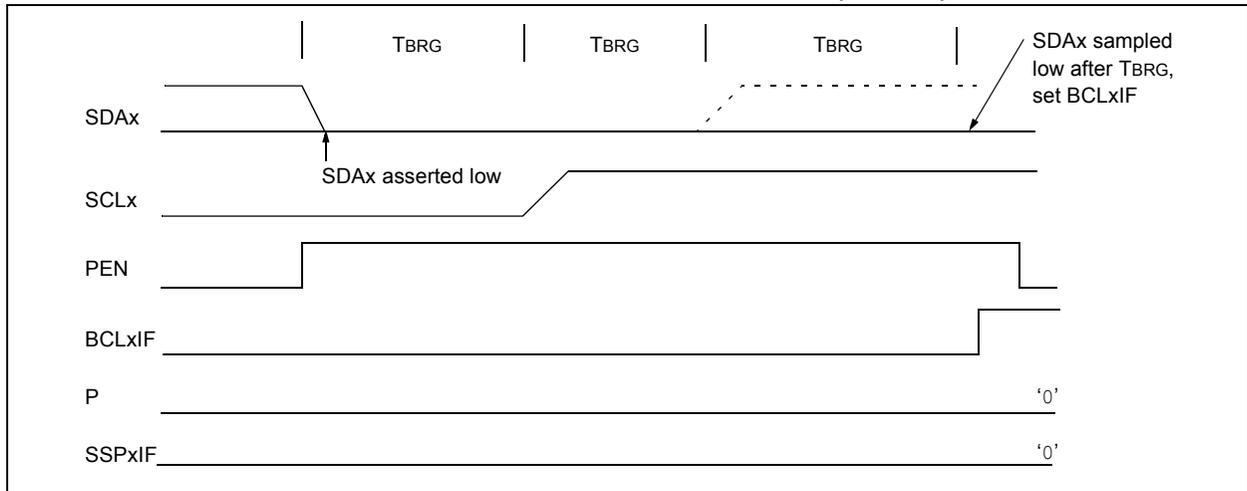 TBRG TBRG TBRG
SDAx sampled
low after TBRG,
set BCLxIF
SDAx
SDAx asserted low
SCLx
PEN
BCLxIF
P
‘0’
SSPxIF
‘0’